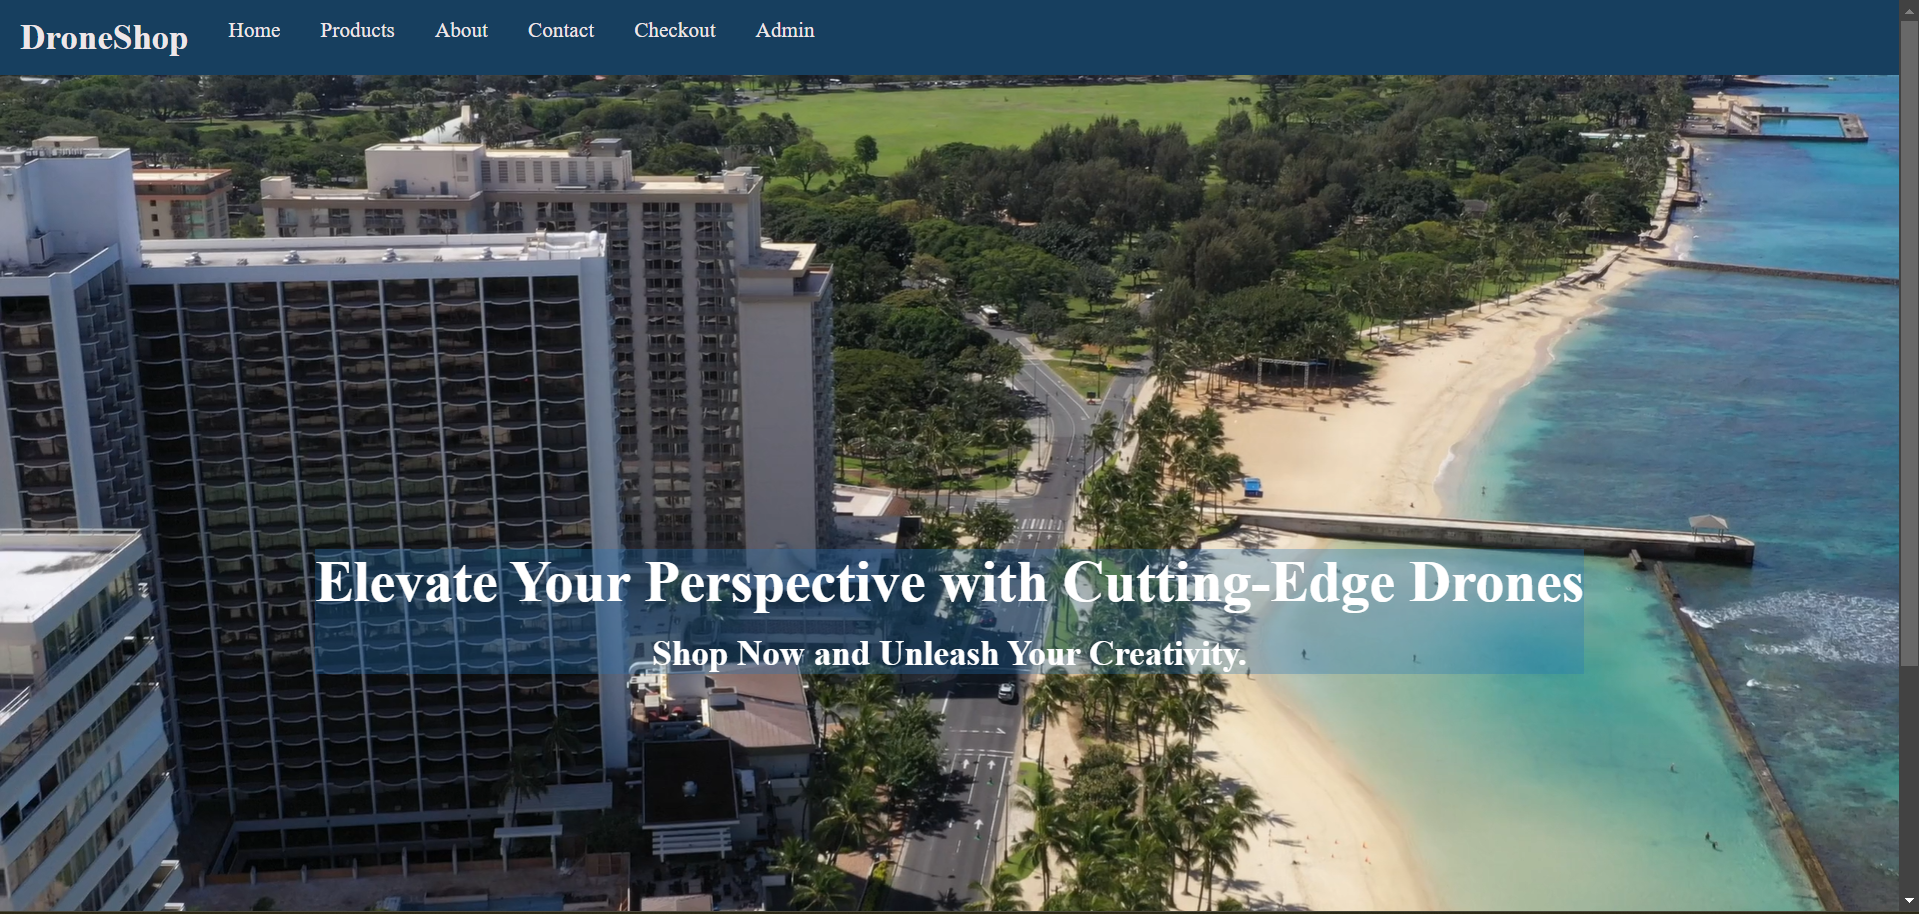 DroneShop Home Products About Contact Checkout Admin
Elevate Your Perspective with Cutting-Edge Drones
Shop Now and Unleash Your Creativity.